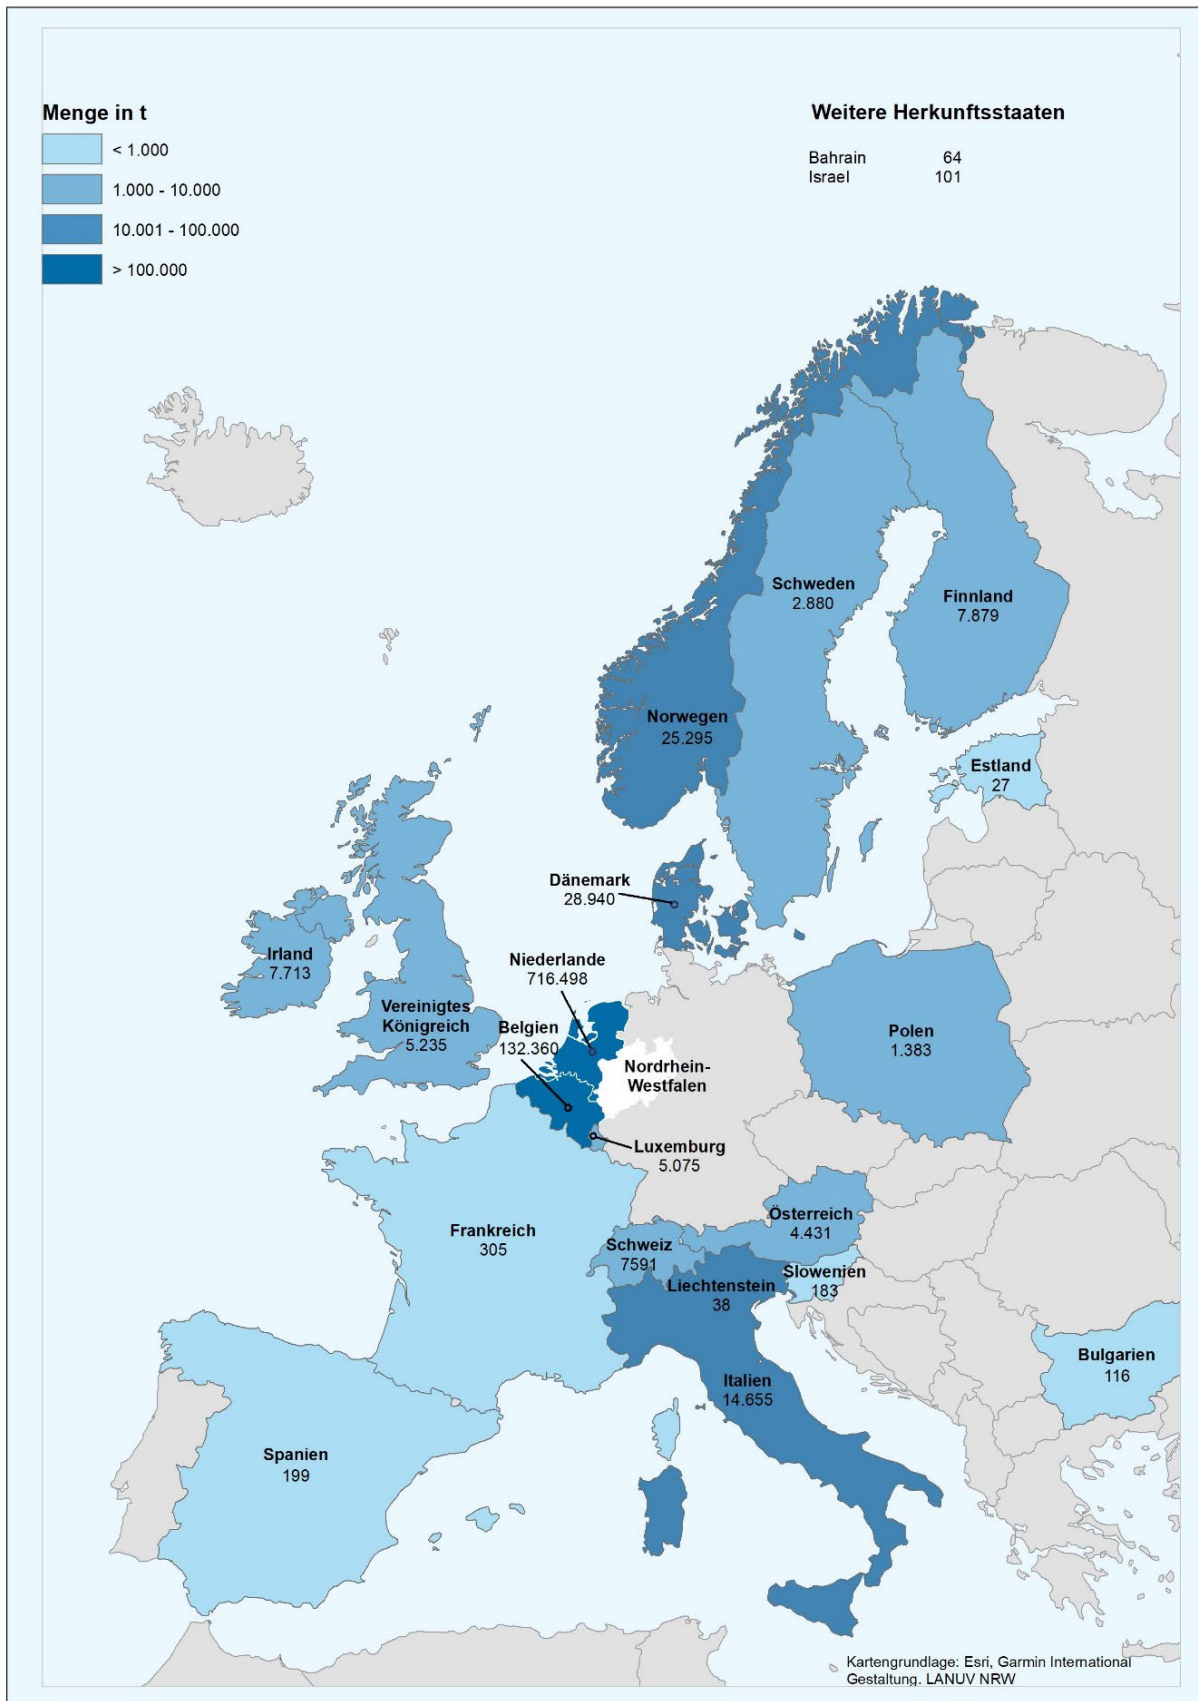 Menge in t
< 1.000
1.000 - 10.000
10.001 - 100.000
> 100.000
Weitere Herkunftsstaaten
Bahrain 64
Israel 101
Schweden
2.880
Finnland
7.879
Norwegen
25.295
Estland
27
Dänemark
28.940
Irland
7.713
Niederlande
716.498
Vereinigtes
Königreich
5.235
Belgien
132.360
Nordrhein-
Westfalen
Polen
1.383
Luxemburg
5.075
Frankreich
305
Österreich
4.431
Schweiz
7591
Slowenien
183
Liechtenstein
38
Bulgarien
116
Italien
14.655
Spanien
199
Kartengrundlage: Esri, Garmin International
Gestaltung. LANUV NRW